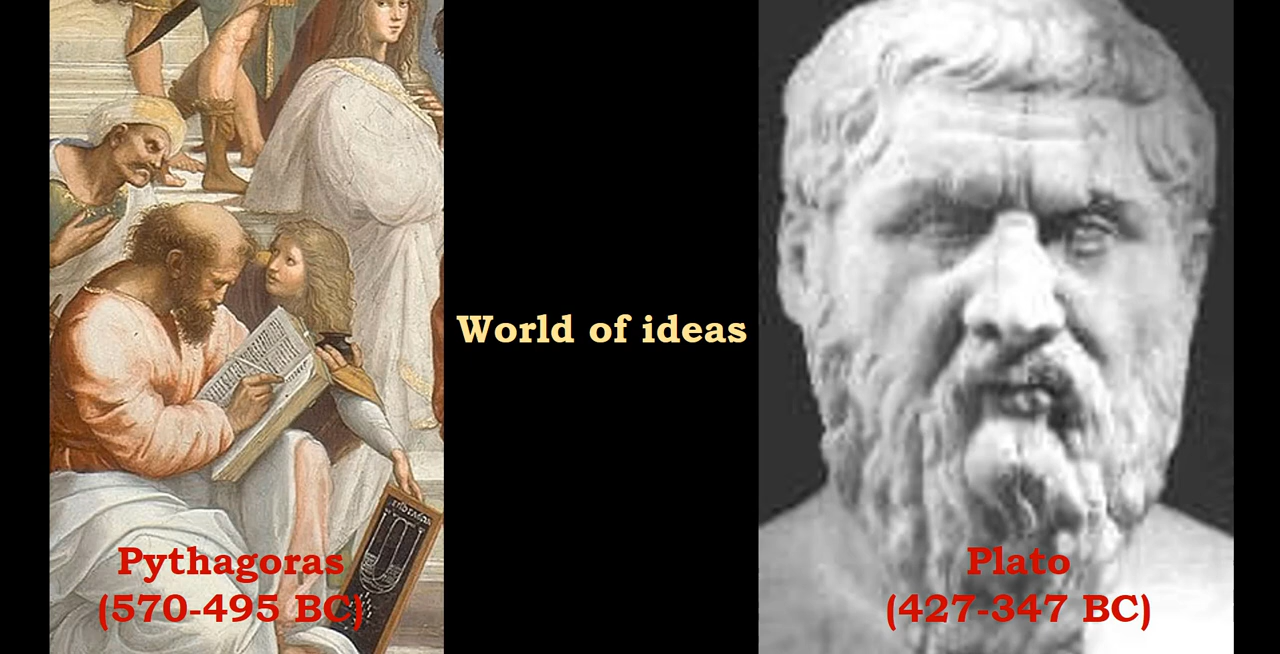 Pythagoras
(570-495 BC)
World of ideas
Plato
(427-347 BC)